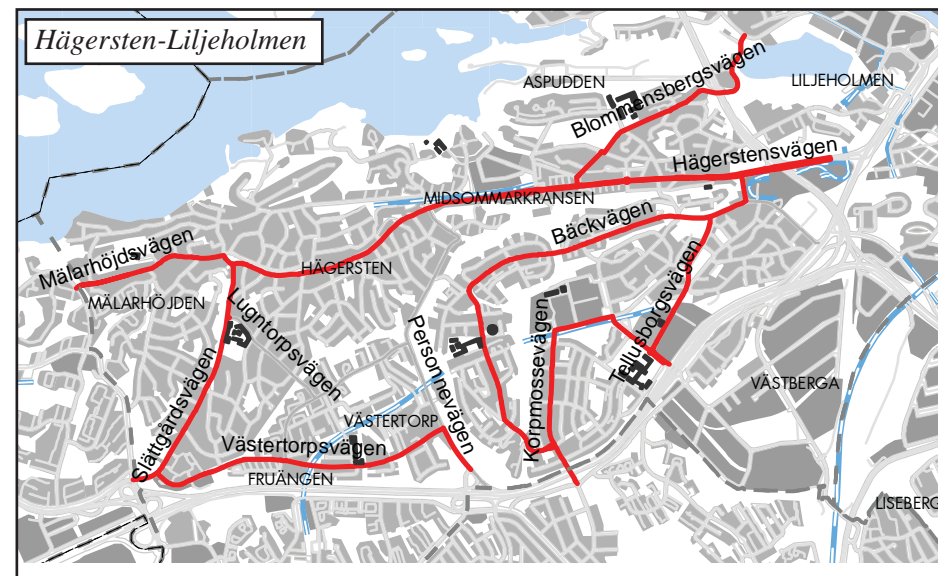 Hägersten-Liljeholmen
ASPUDDEN
LILJEHOLMEN
Blommensbergsvägen
Hägerstensvägen
MIDSOMMARKRANSEN
Bäckvägen
Mälarhöjdsvägen
HÄGERSTEN
MÄLARHÖJDEN
Lugntorpsvägen
Personnevägen
Korpmossevägen
Tellusborgsvägen
VÄSTBERGA
Slättgårdsvägen
VÄSTERTORP
Västertorpsvägen
FRUÄNGEN
LISEBERG